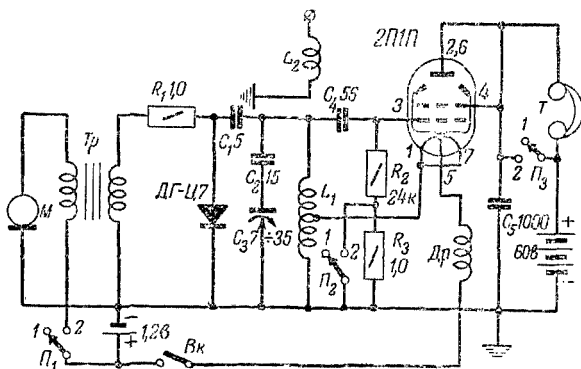 2П1П
L₂
2,6
R₁ 1,0
C₄ 56
3
4
Т
Тр
C₁ 5
1
7
5
1
2
П₃
М
ДГ-Ц7
C₂ 15
L₁
R₂
24к
C₃ 7÷35
C₅ 1000
60в
+
-
1
2
П₂
R₃
1,0
Др
1
2
П₁
-
+
1,2в
Вк